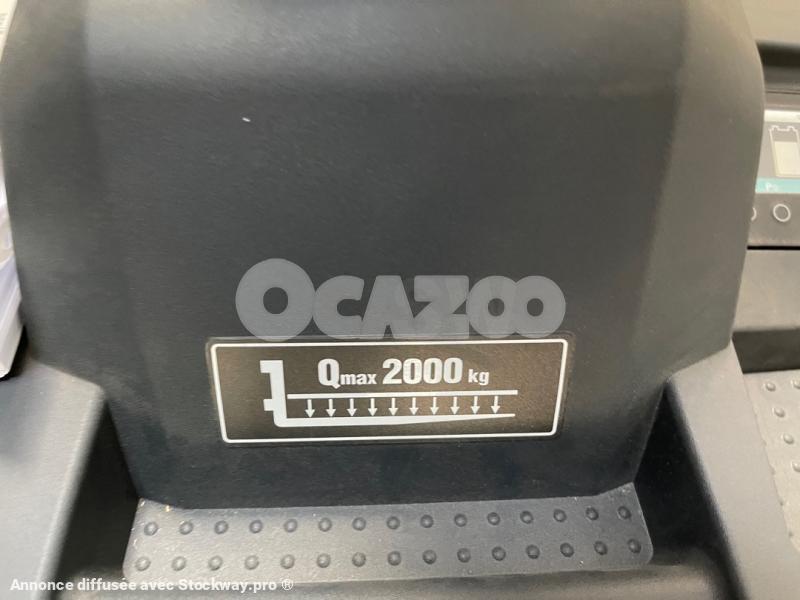 OCAZOO
Qmax 2000 kg
Annonce diffusée avec Stockway.pro ®